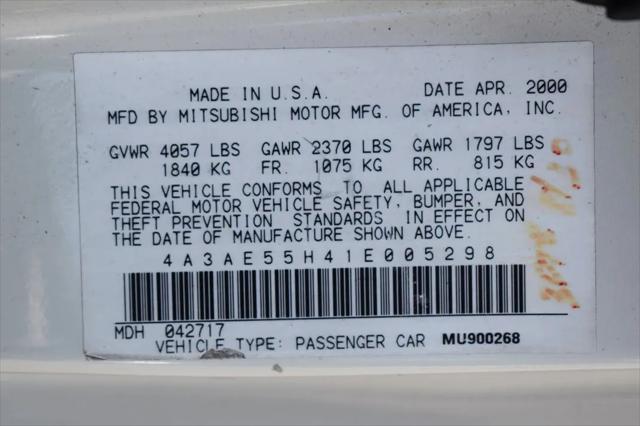 MADE IN U.S.A. DATE APR. 2000
MFD BY MITSUBISHI MOTOR MFG. OF AMERICA, INC.
GVWR 4057 LBS GAWR 2370 LBS GAWR 1797 LBS
1840 KG FR. 1075 KG RR. 815 KG
THIS VEHICLE CONFORMS TO ALL APPLICABLE
FEDERAL MOTOR VEHICLE SAFETY, BUMPER, AND
THEFT PREVENTION STANDARDS IN EFFECT ON
THE DATE OF MANUFACTURE SHOWN ABOVE.
4A3AE55H41E005298
MDH 042717
VEHICLE TYPE: PASSENGER CAR MU900268